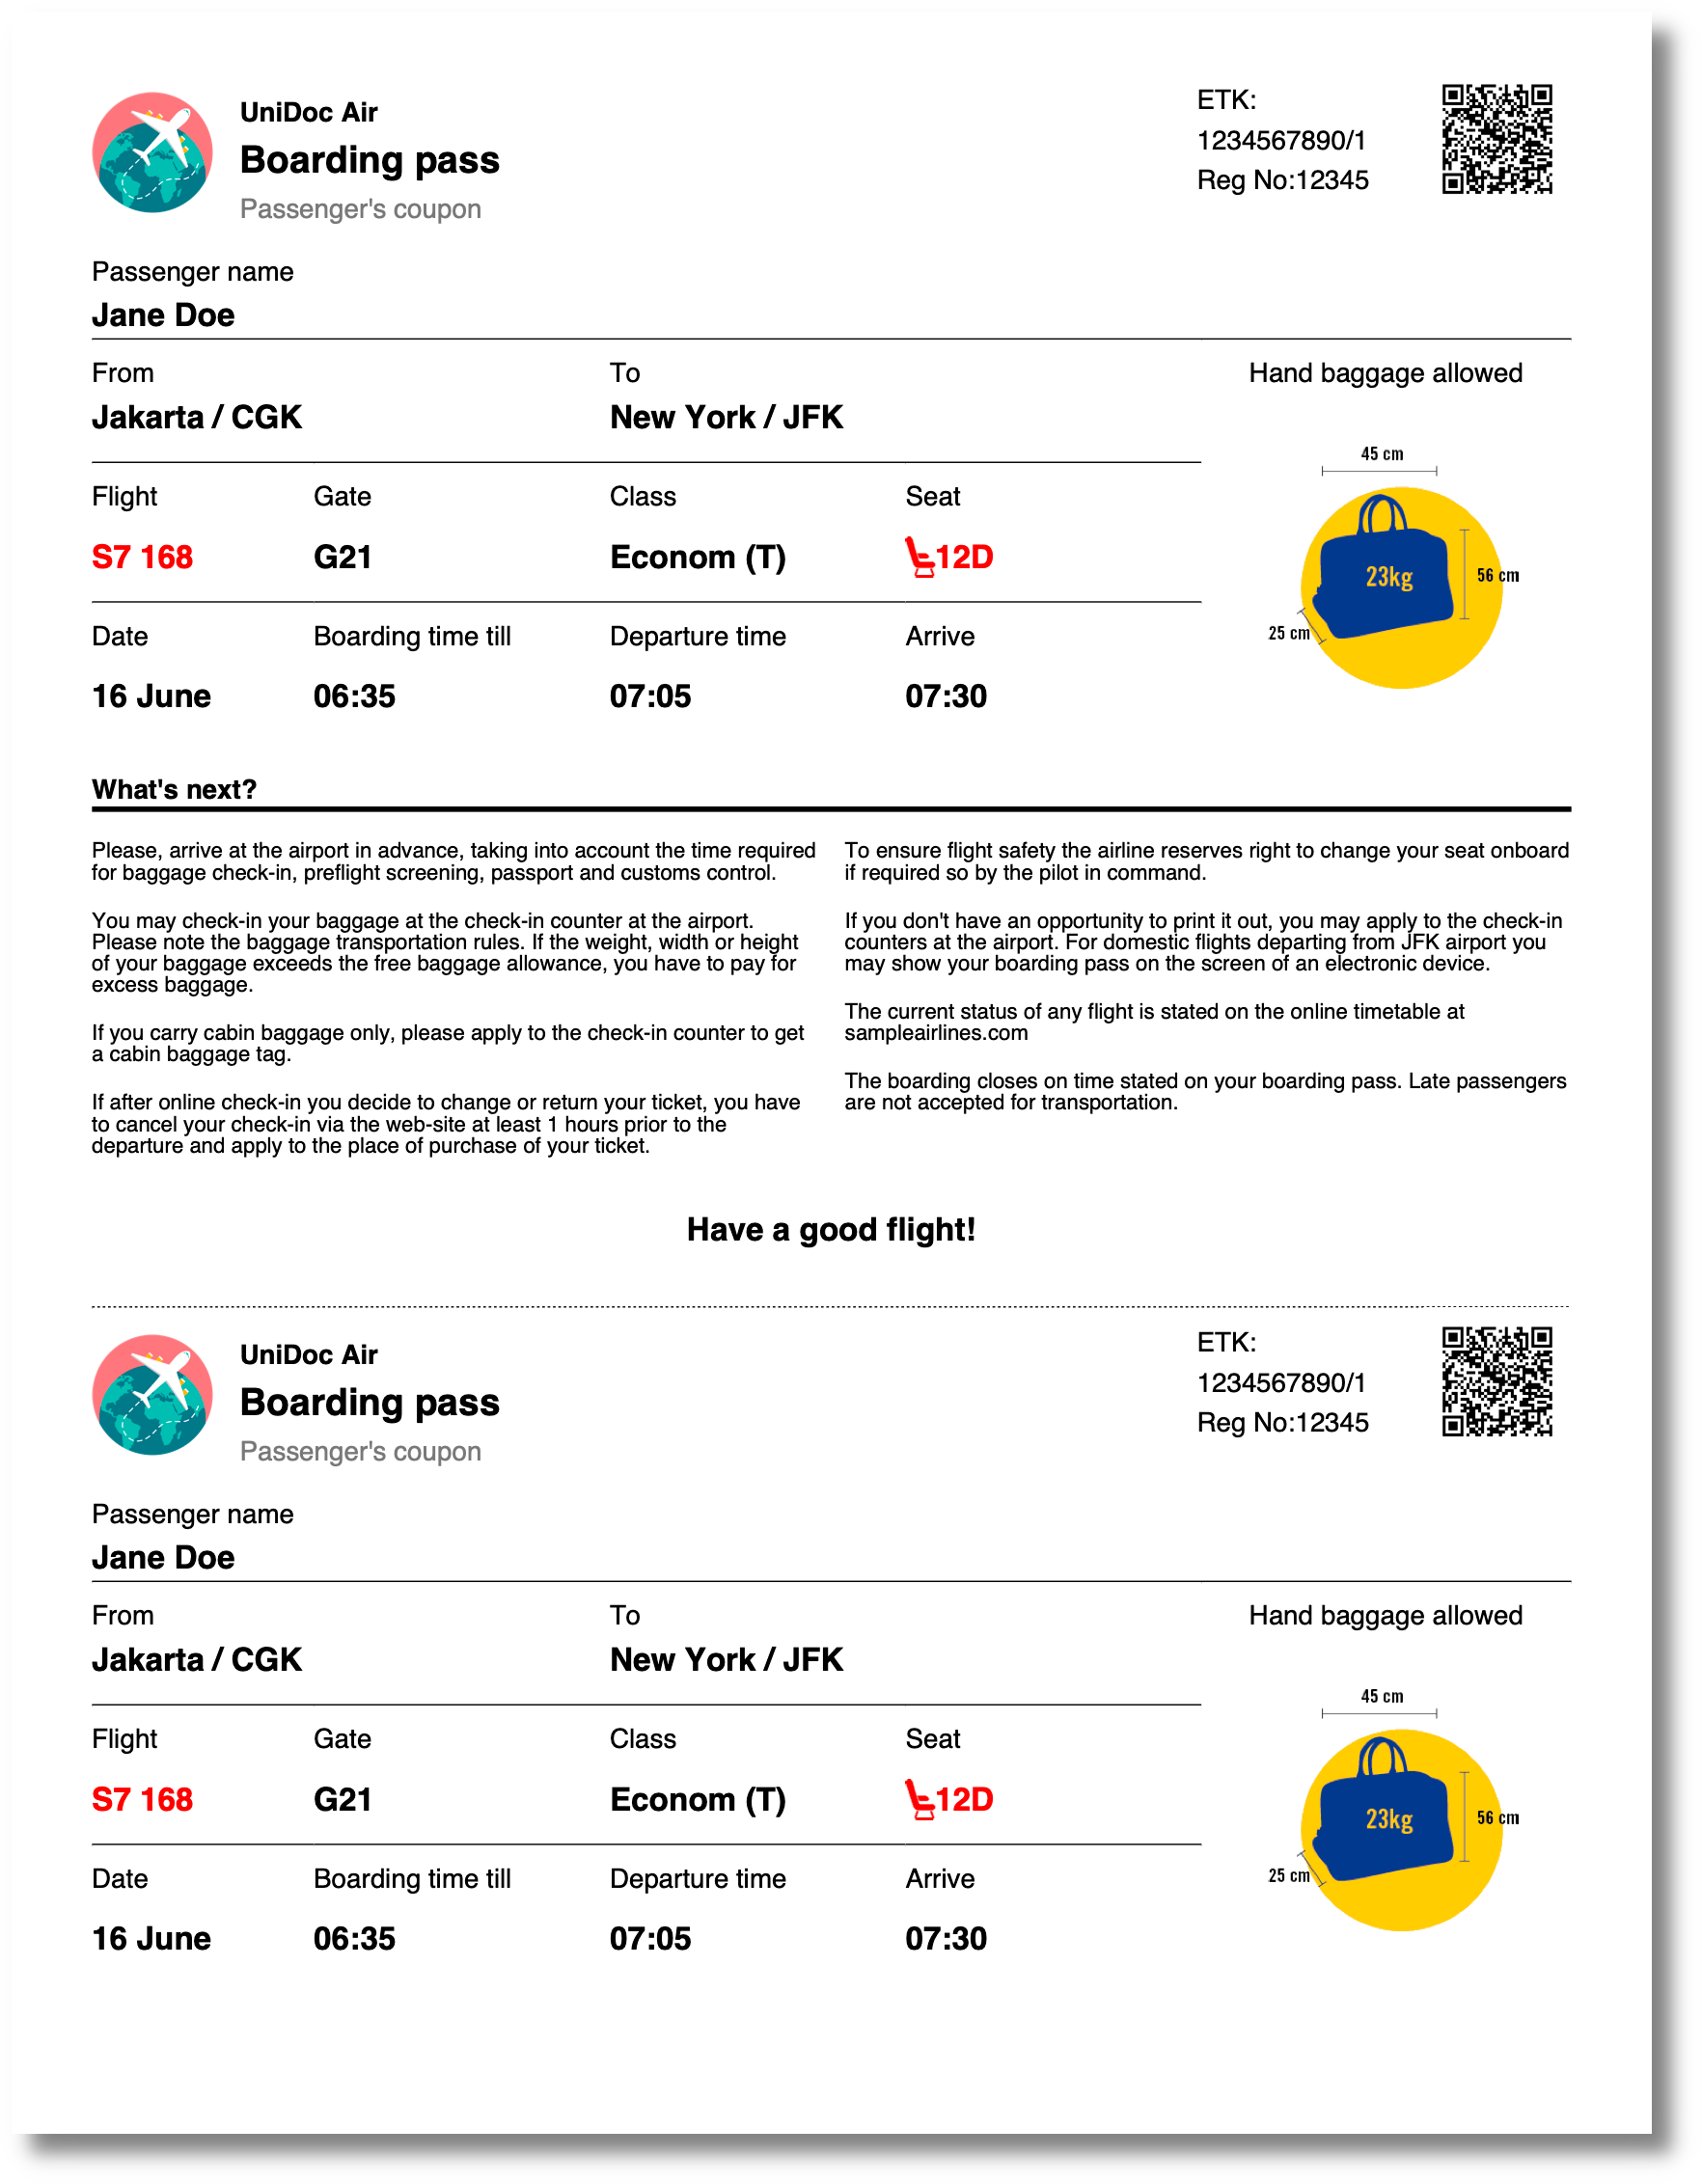 UniDoc Air
Boarding pass
Passenger's coupon
ETK:
1234567890/1
Reg No:12345
Passenger name
Jane Doe
From
To
Hand baggage allowed
Jakarta / CGK
New York / JFK
45 cm
Flight
Gate
Class
Seat
S7 168
G21
Econom (T)
12D
23kg
56 cm
25 cm
Date
Boarding time till
Departure time
Arrive
16 June
06:35
07:05
07:30
What's next?
Please, arrive at the airport in advance, taking into account the time required
for baggage check-in, preflight screening, passport and customs control.
You may check-in your baggage at the check-in counter at the airport.
Please note the baggage transportation rules. If the weight, width or height
of your baggage exceeds the free baggage allowance, you have to pay for
excess baggage.
If you carry cabin baggage only, please apply to the check-in counter to get
a cabin baggage tag.
If after online check-in you decide to change or return your ticket, you have
to cancel your check-in via the web-site at least 1 hours prior to the
departure and apply to the place of purchase of your ticket.
To ensure flight safety the airline reserves right to change your seat onboard
if required so by the pilot in command.
If you don't have an opportunity to print it out, you may apply to the check-in
counters at the airport. For domestic flights departing from JFK airport you
may show your boarding pass on the screen of an electronic device.
The current status of any flight is stated on the online timetable at
sampleairlines.com
The boarding closes on time stated on your boarding pass. Late passengers
are not accepted for transportation.
Have a good flight!
UniDoc Air
Boarding pass
Passenger's coupon
ETK:
1234567890/1
Reg No:12345
Passenger name
Jane Doe
From
To
Hand baggage allowed
Jakarta / CGK
New York / JFK
45 cm
Flight
Gate
Class
Seat
S7 168
G21
Econom (T)
12D
23kg
56 cm
25 cm
Date
Boarding time till
Departure time
Arrive
16 June
06:35
07:05
07:30